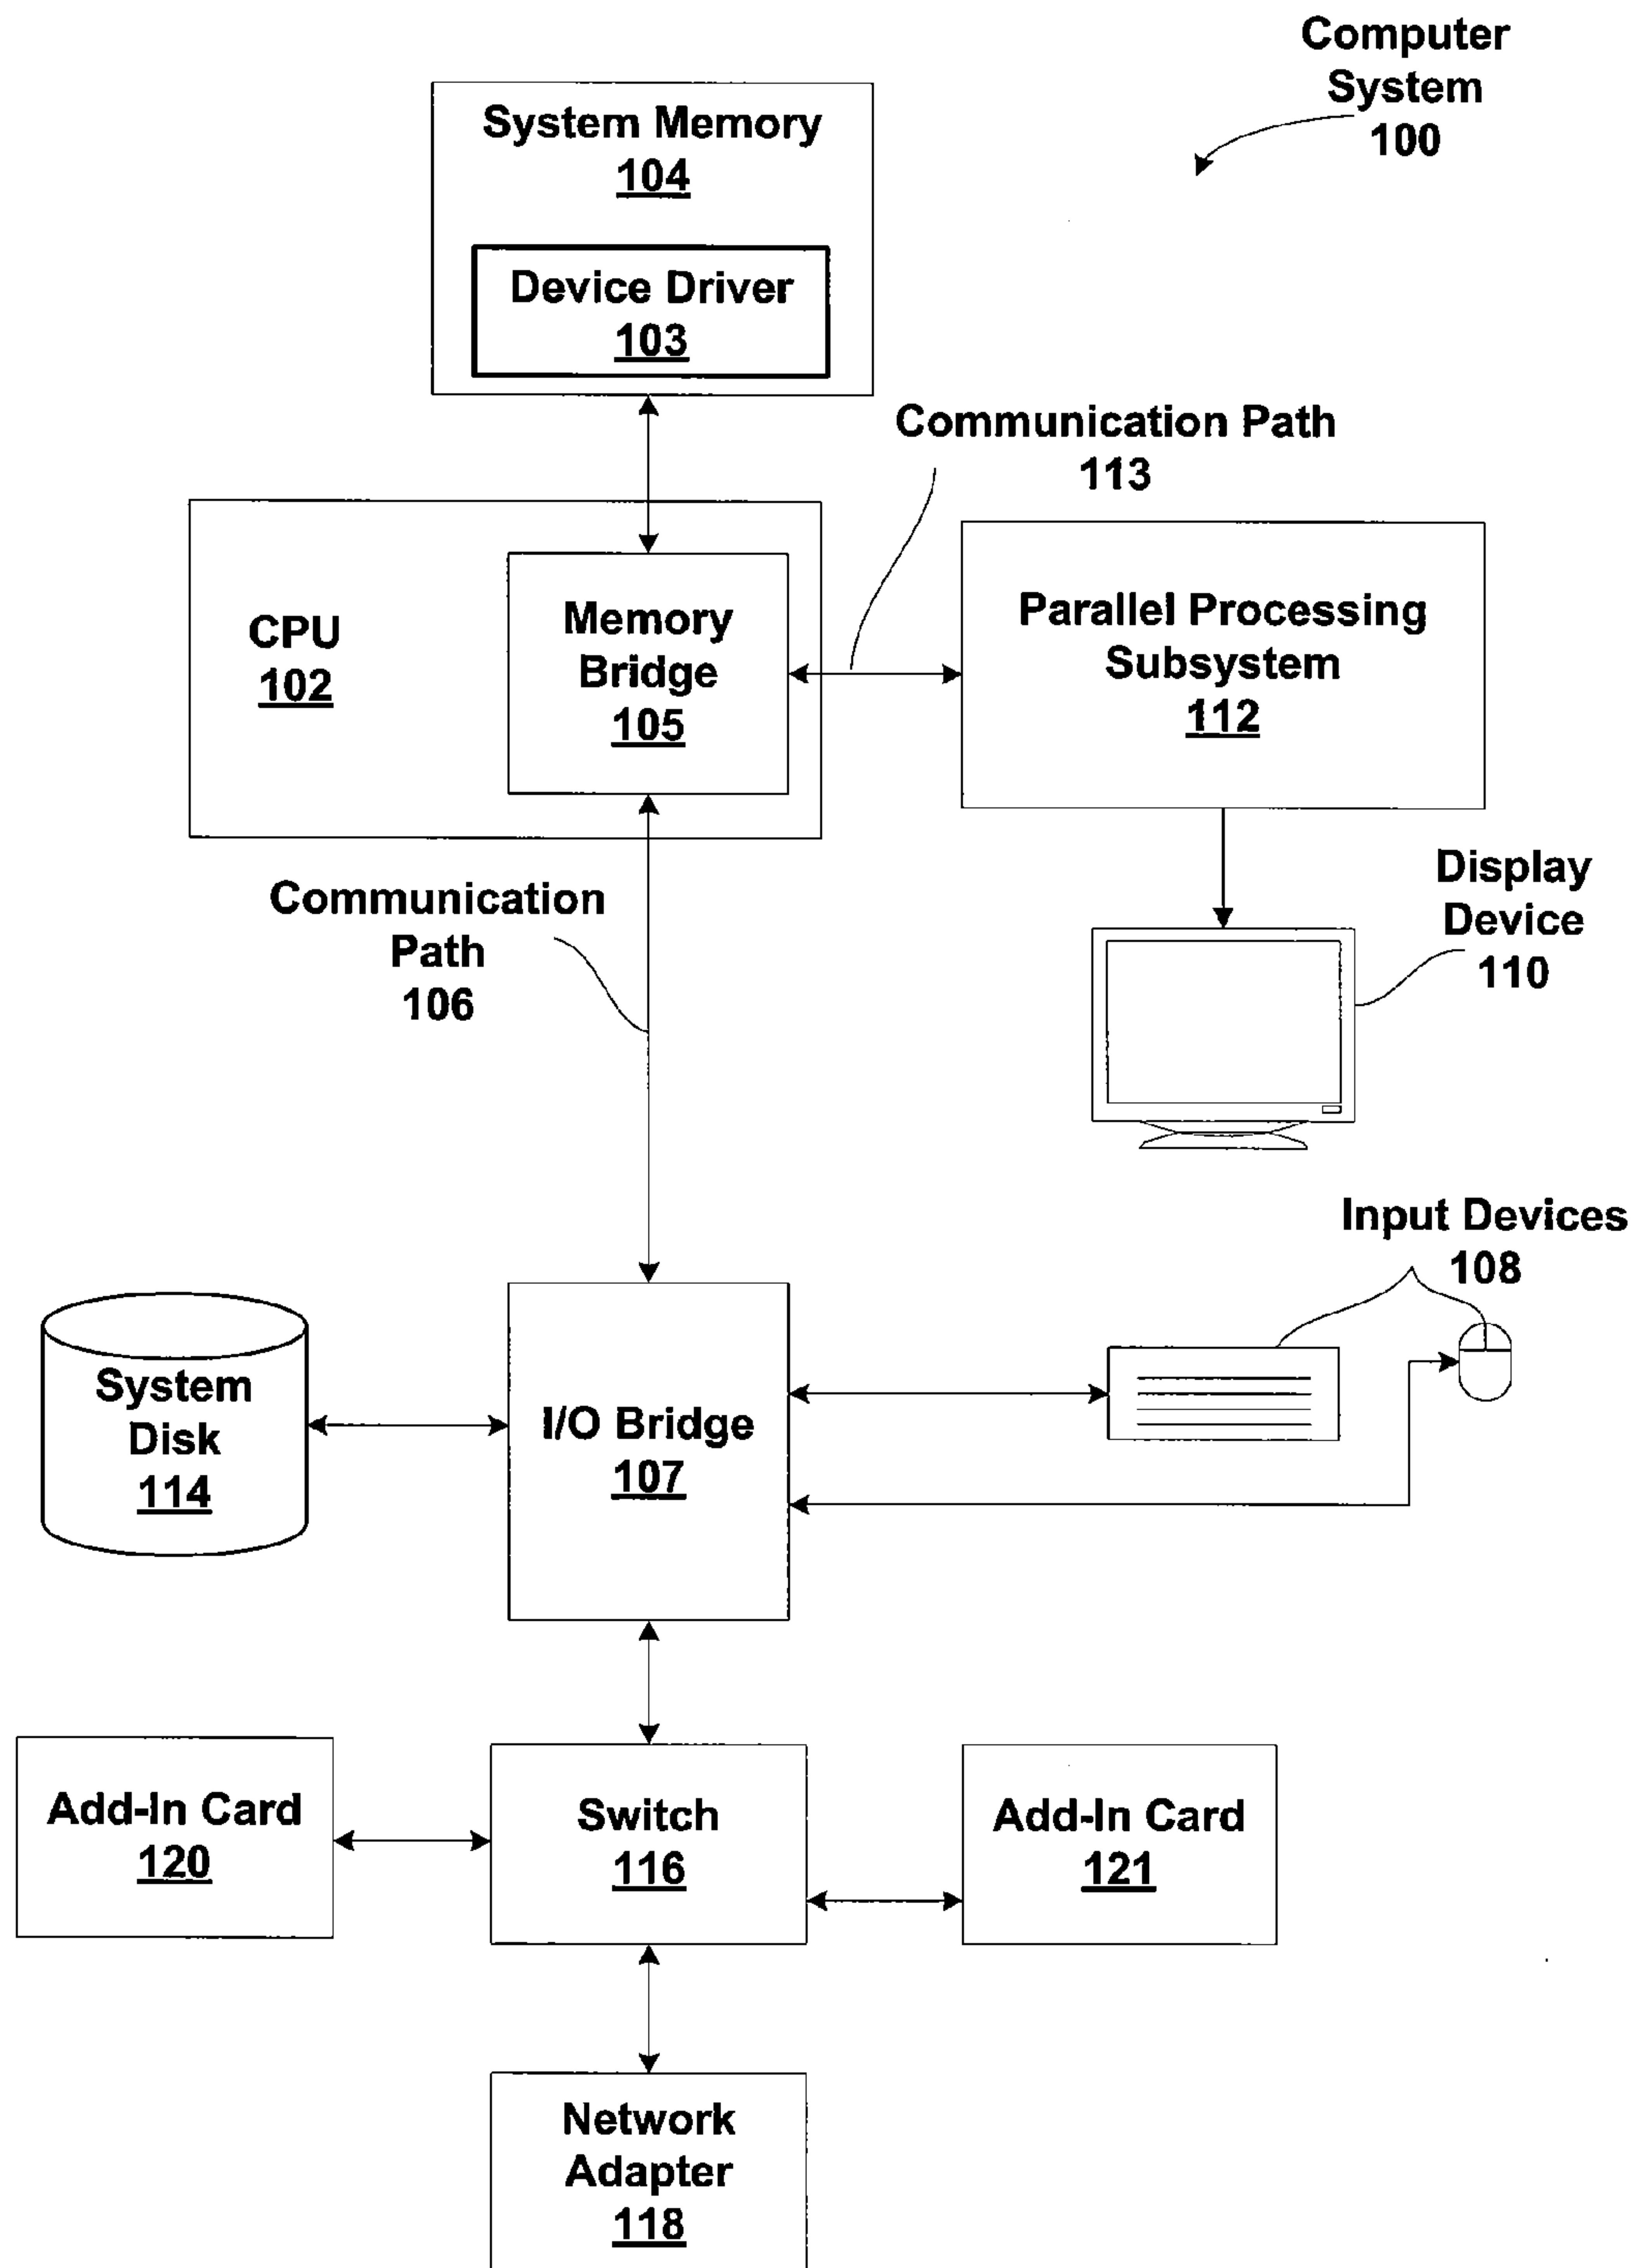 Computer
System
100
System Memory
104
Device Driver
103
Communication Path
113
CPU
102
Memory
Bridge
105
Parallel Processing
Subsystem
112
Communication
Path
106
Display
Device
110
Input Devices
108
System
Disk
114
I/O Bridge
107
Add-In Card
120
Switch
116
Add-In Card
121
Network
Adapter
118